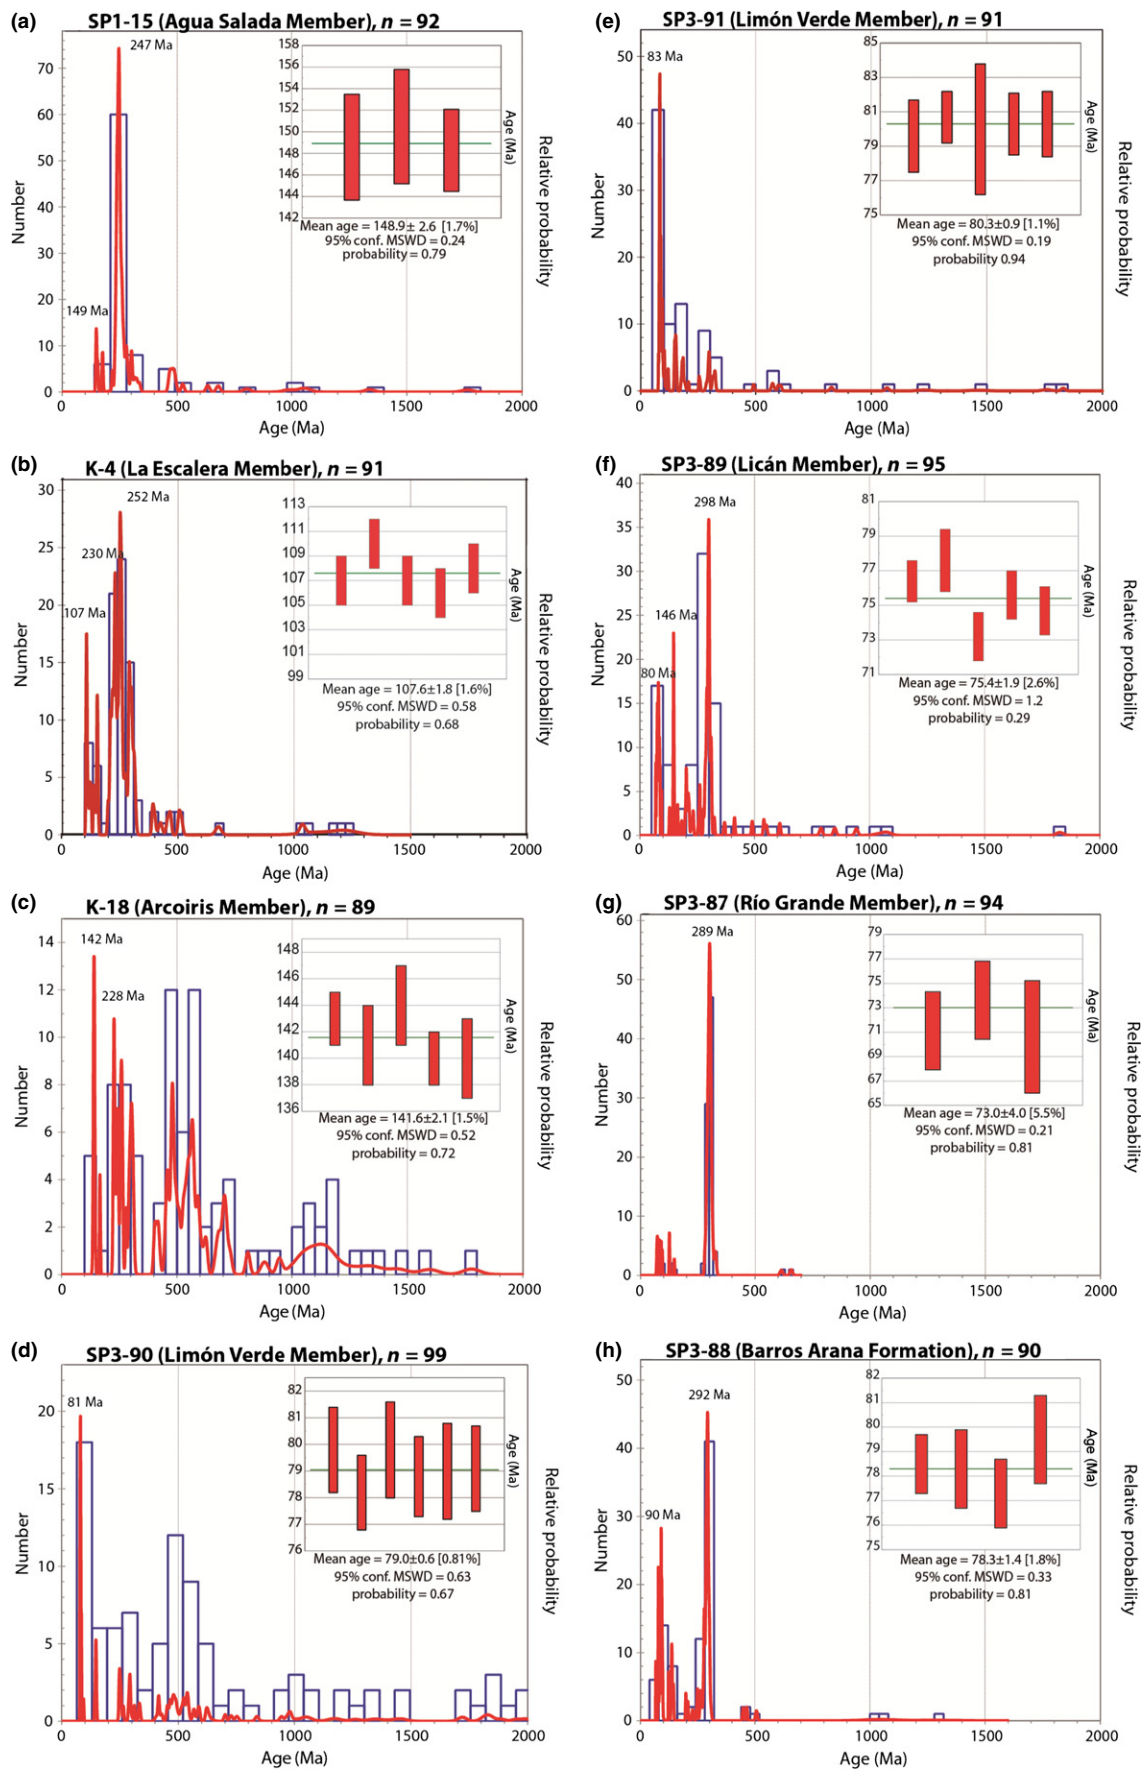 (a)
SP1-15 (Agua Salada Member), n = 92
247 Ma
149 Ma
Number
70
60
50
40
30
20
10
0
0 500 1000 1500 2000
Age (Ma)
158
156
154
152
150
148
146
144
142
Age (Ma)
Mean age = 148.9± 2.6 [1.7%]
95% conf. MSWD = 0.24
probability = 0.79
Relative probability
(b)
K-4 (La Escalera Member), n = 91
252 Ma
230 Ma
107 Ma
Number
30
25
20
15
10
5
0
0 500 1000 1500 2000
Age (Ma)
113
111
109
107
105
103
101
99
Age (Ma)
Mean age = 107.6±1.8 [1.6%]
95% conf. MSWD = 0.58
probability = 0.68
Relative probability
(c)
K-18 (Arcoiris Member), n = 89
142 Ma
228 Ma
Number
14
12
10
8
6
4
2
0
0 500 1000 1500 2000
Age (Ma)
148
146
144
142
140
138
136
Age (Ma)
Mean age = 141.6±2.1 [1.5%]
95% conf. MSWD = 0.52
probability = 0.72
Relative probability
(d)
SP3-90 (Limón Verde Member), n = 99
81 Ma
Number
20
15
10
5
0
0 500 1000 1500 2000
Age (Ma)
82
81
80
79
78
77
76
Age (Ma)
Mean age = 79.0±0.6 [0.81%]
95% conf. MSWD = 0.63
probability = 0.67
Relative probability
(e)
SP3-91 (Limón Verde Member), n = 91
83 Ma
Number
50
40
30
20
10
0
0 500 1000 1500 2000
Age (Ma)
85
83
81
79
77
75
Age (Ma)
Mean age = 80.3±0.9 [1.1%]
95% conf. MSWD = 0.19
probability 0.94
Relative probability
(f)
SP3-89 (Licán Member), n = 95
298 Ma
146 Ma
80 Ma
Number
40
35
30
25
20
15
10
5
0
0 500 1000 1500 2000
Age (Ma)
81
79
77
75
73
71
Age (Ma)
Mean age = 75.4±1.9 [2.6%]
95% conf. MSWD = 1.2
probability = 0.29
Relative probability
(g)
SP3-87 (Río Grande Member), n = 94
289 Ma
Number
60
50
40
30
20
10
0
0 500 1000 1500 2000
Age (Ma)
79
77
75
73
71
69
67
65
Age (Ma)
Mean age = 73.0±4.0 [5.5%]
95% conf. MSWD = 0.21
probability = 0.81
Relative probability
(h)
SP3-88 (Barros Arana Formation), n = 90
292 Ma
90 Ma
Number
50
40
30
20
10
0
0 500 1000 1500 2000
Age (Ma)
82
81
80
79
78
77
76
75
Age (Ma)
Mean age = 78.3±1.4 [1.8%]
95% conf. MSWD = 0.33
probability = 0.81
Relative probability